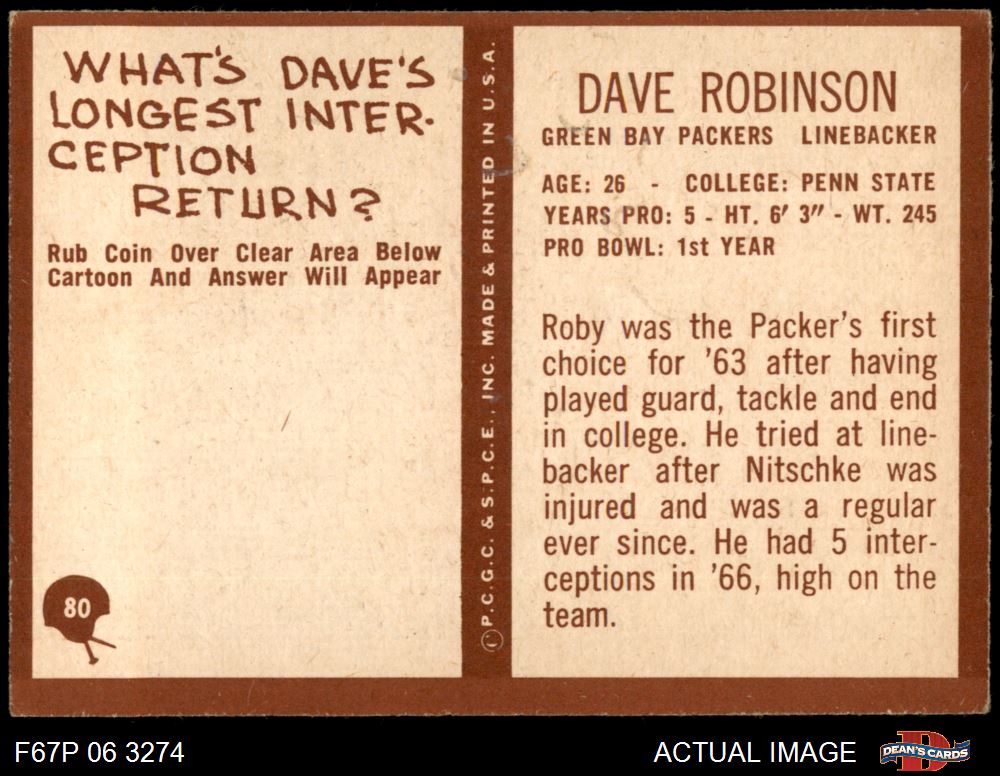 WHAT'S DAVE'S
LONGEST INTER-
CEPTION
RETURN?
Rub Coin Over Clear Area Below
Cartoon And Answer Will Appear
80
©P.C.G.C. & S.P.C.E., INC. MADE & PRINTED IN U.S.A.
DAVE ROBINSON
GREEN BAY PACKERS LINEBACKER
AGE: 26 - COLLEGE: PENN STATE
YEARS PRO: 5 - HT. 6' 3" - WT. 245
PRO BOWL: 1st YEAR
Roby was the Packer's first
choice for '63 after having
played guard, tackle and end
in college. He tried at line-
backer after Nitschke was
injured and was a regular
ever since. He had 5 inter-
ceptions in '66, high on the
team.
F67P 06 3274
ACTUAL IMAGE
D
DEAN'S CARDS